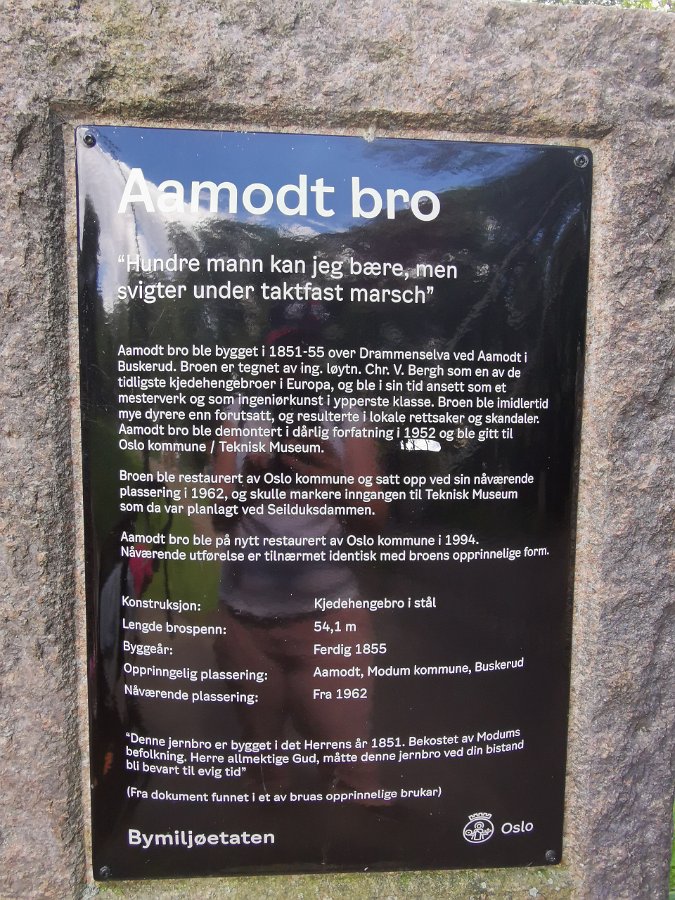 Aamodt bro
“Hundre mann kan jeg bære, men
svigter under taktfast marsch”
Aamodt bro ble bygget i 1851-55 over Drammenselva ved Aamodt i
Buskerud. Broen er tegnet av ing. løytn. Chr. V. Bergh som en av de
tidligste kjedehengebroer i Europa, og ble i sin tid ansett som et
mesterverk og som ingeniørkunst i ypperste klasse. Broen ble imidlertid
mye dyrere enn forutsatt, og resulterte i lokale rettsaker og skandaler.
Aamodt bro ble demontert i dårlig forfatning i 1952 og ble gitt til
Oslo kommune / Teknisk Museum.
Broen ble restaurert av Oslo kommune og satt opp ved sin nåværende
plassering i 1962, og skulle markere inngangen til Teknisk Museum
som da var planlagt ved Seilduksdammen.
Aamodt bro ble på nytt restaurert av Oslo kommune i 1994.
Nåværende utførelse er tilnærmet identisk med broens opprinnelige form.
Konstruksjon: Kjedehengebro i stål
Lengde brospenn: 54,1 m
Byggeår: Ferdig 1855
Opprinngelig plassering: Aamodt, Modum kommune, Buskerud
Nåværende plassering: Fra 1962
“Denne jernbro er bygget i det Herrens år 1851. Bekostet av Modums
befolkning. Herre allmektige Gud, måtte denne jernbro ved din bistand
bli bevart til evig tid”
(Fra dokument funnet i et av bruas opprinnelige brukar)
Bymiljøetaten
Oslo